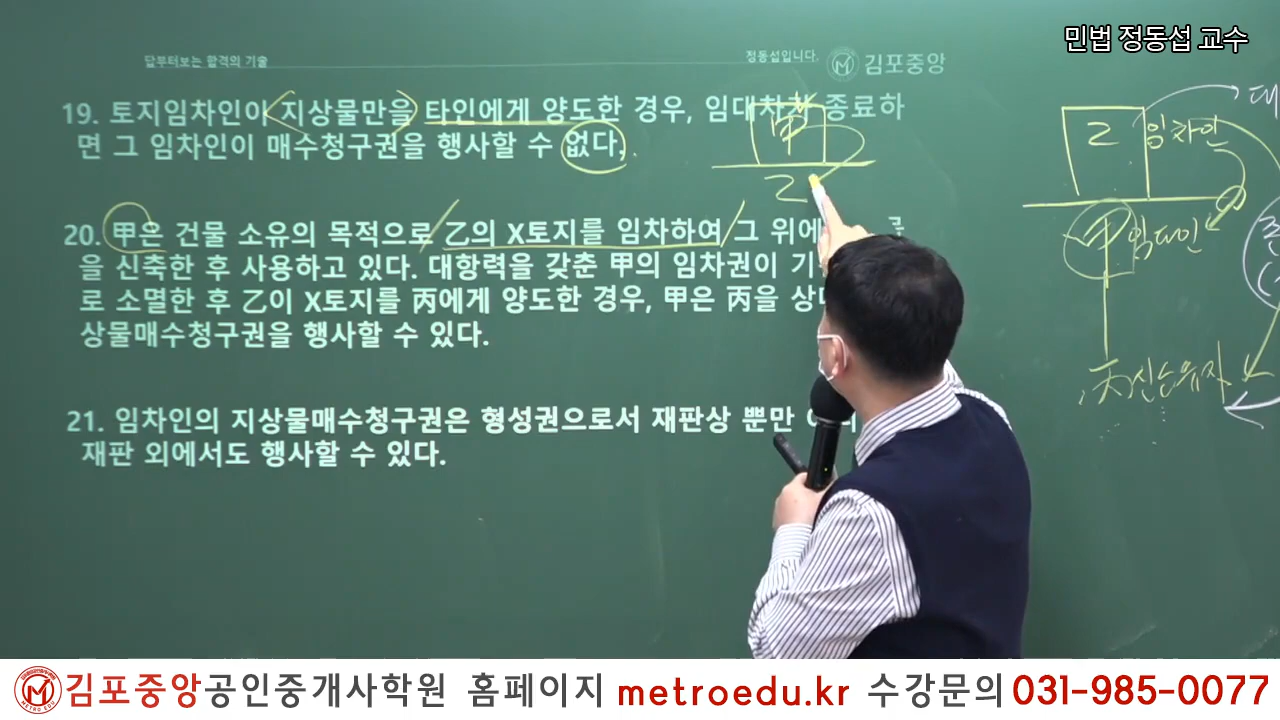 민법 정동섭 교수
답부터보는 합격의 기술
정동섭입니다.
김포중앙
19. 토지임차인이 지상물만을 타인에게 양도한 경우, 임대차가 종료하
면 그 임차인이 매수청구권을 행사할 수 없다.
甲
乙
20. 甲은 건물 소유의 목적으로 乙의 X토지를 임차하여 그 위에
을 신축한 후 사용하고 있다. 대항력을 갖춘 甲의 임차권이 기
로 소멸한 후 乙이 X토지를 丙에게 양도한 경우, 甲은 丙을 상대
상물매수청구권을 행사할 수 있다.
21. 임차인의 지상물매수청구권은 형성권으로서 재판상 뿐만
재판 외에서도 행사할 수 있다.
대
乙 임차인
甲 임대인
丙 신소유자
METRO EDU
김포중앙공인중개사학원 홈페이지 metroedu.kr 수강문의 031-985-0077